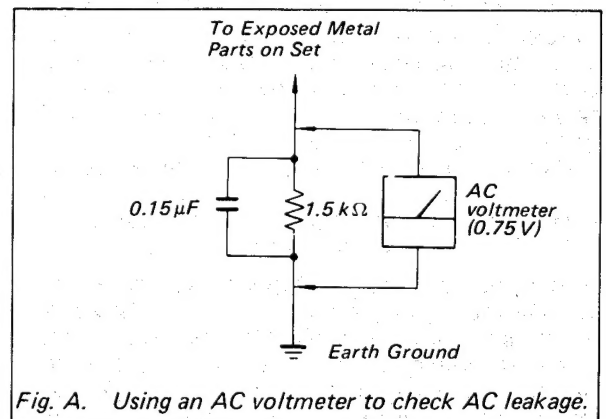 To Exposed Metal
Parts on Set
0.15μF
1.5 kΩ
AC
voltmeter
(0.75 V)
Earth Ground
Fig. A. Using an AC voltmeter to check AC leakage.